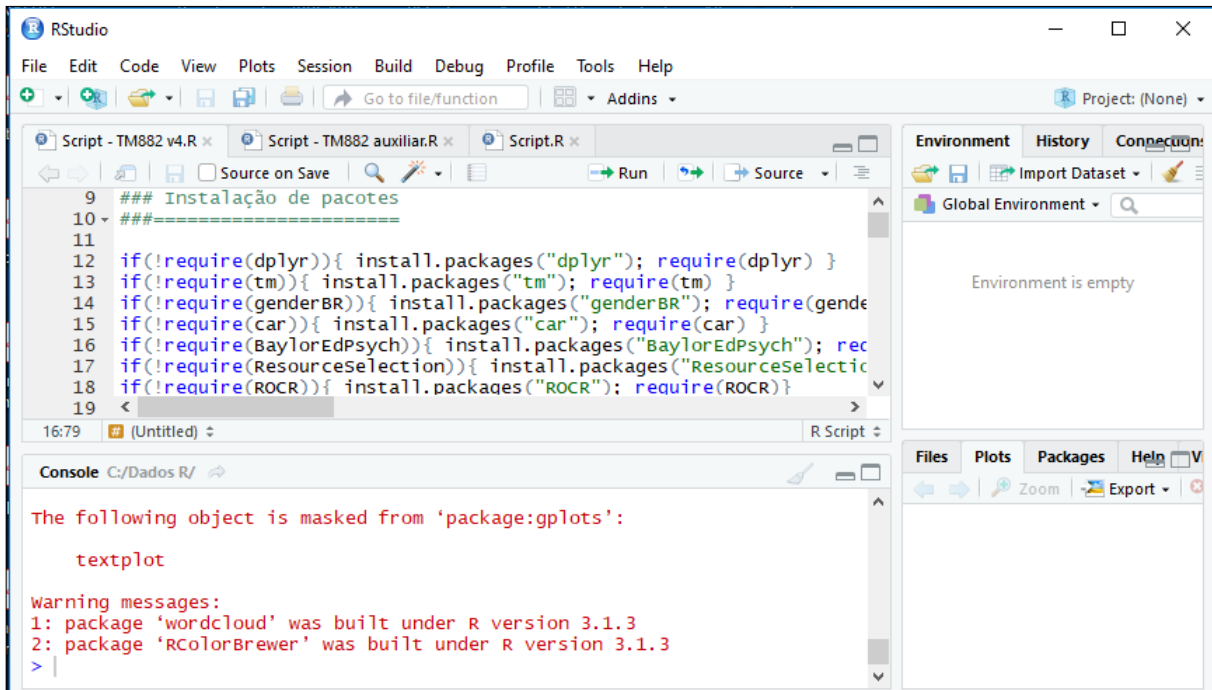 RStudio
File Edit Code View Plots Session Build Debug Profile Tools Help
Go to file/function Addins Project: (None)
Script - TM882 v4.R Script - TM882 auxiliar.R Script.R
Source on Save Run Source
9 ### Instalação de pacotes
10 ###=======================
11
12 if(!require(dplyr)){ install.packages("dplyr"); require(dplyr) }
13 if(!require(tm)){ install.packages("tm"); require(tm) }
14 if(!require(genderBR)){ install.packages("genderBR"); require(gende
15 if(!require(car)){ install.packages("car"); require(car) }
16 if(!require(BaylorEdPsych)){ install.packages("BaylorEdPsych"); rec
17 if(!require(ResourceSelection)){ install.packages("ResourceSelectic
18 if(!require(ROCR)){ install.packages("ROCR"); require(ROCR)}
19
16:79 # (Untitled) R Script
Console C:/Dados R/
The following object is masked from ‘package:gplots’:
textplot
Warning messages:
1: package ‘wordcloud’ was built under R version 3.1.3
2: package ‘RColorBrewer’ was built under R version 3.1.3
>
Environment History Connections
Import Dataset
Global Environment
Environment is empty
Files Plots Packages Help Vi
Zoom Export